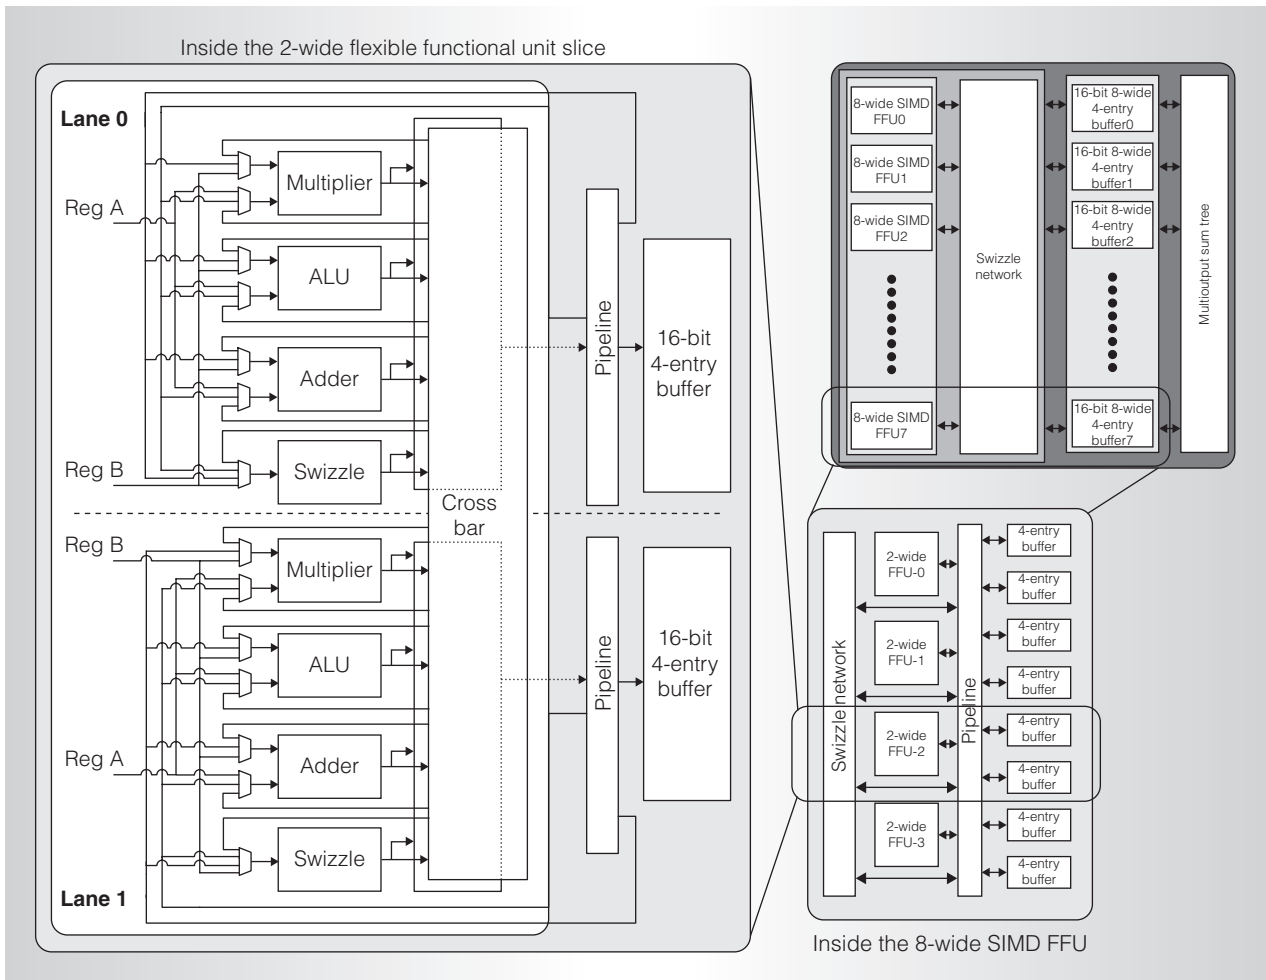 Inside the 2-wide flexible functional unit slice
Lane 0
Multiplier
Reg A
ALU
Adder
Reg B
Swizzle
Pipeline
16-bit
4-entry
buffer
Cross
bar
Reg B
Multiplier
ALU
Reg A
Adder
Swizzle
Lane 1
Pipeline
16-bit
4-entry
buffer
8-wide SIMD
FFU0
8-wide SIMD
FFU1
8-wide SIMD
FFU2
8-wide SIMD
FFU7
Swizzle
network
16-bit 8-wide
4-entry
buffer0
16-bit 8-wide
4-entry
buffer1
16-bit 8-wide
4-entry
buffer2
16-bit 8-wide
4-entry
buffer7
Multioutput sum tree
Swizzle network
2-wide
FFU-0
2-wide
FFU-1
2-wide
FFU-2
2-wide
FFU-3
Pipeline
4-entry
buffer
4-entry
buffer
4-entry
buffer
4-entry
buffer
4-entry
buffer
4-entry
buffer
4-entry
buffer
4-entry
buffer
Inside the 8-wide SIMD FFU